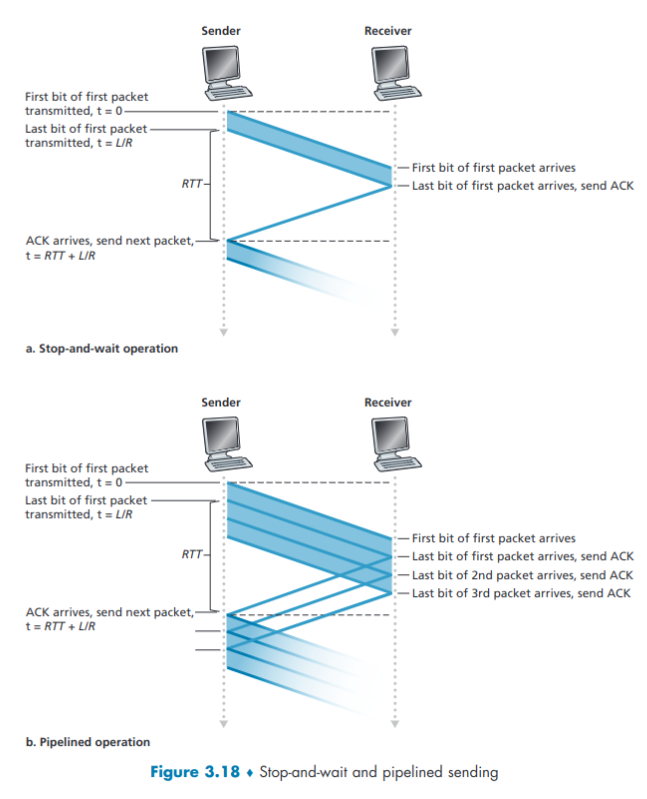 Sender Receiver
First bit of first packet
transmitted, t = 0
Last bit of first packet
transmitted, t = L/R
First bit of first packet arrives
RTT
Last bit of first packet arrives, send ACK
ACK arrives, send next packet,
t = RTT + L/R
a. Stop-and-wait operation
Sender Receiver
First bit of first packet
transmitted, t = 0
Last bit of first packet
transmitted, t = L/R
First bit of first packet arrives
RTT
Last bit of first packet arrives, send ACK
Last bit of 2nd packet arrives, send ACK
Last bit of 3rd packet arrives, send ACK
ACK arrives, send next packet,
t = RTT + L/R
b. Pipelined operation
Figure 3.18 ♦ Stop-and-wait and pipelined sending